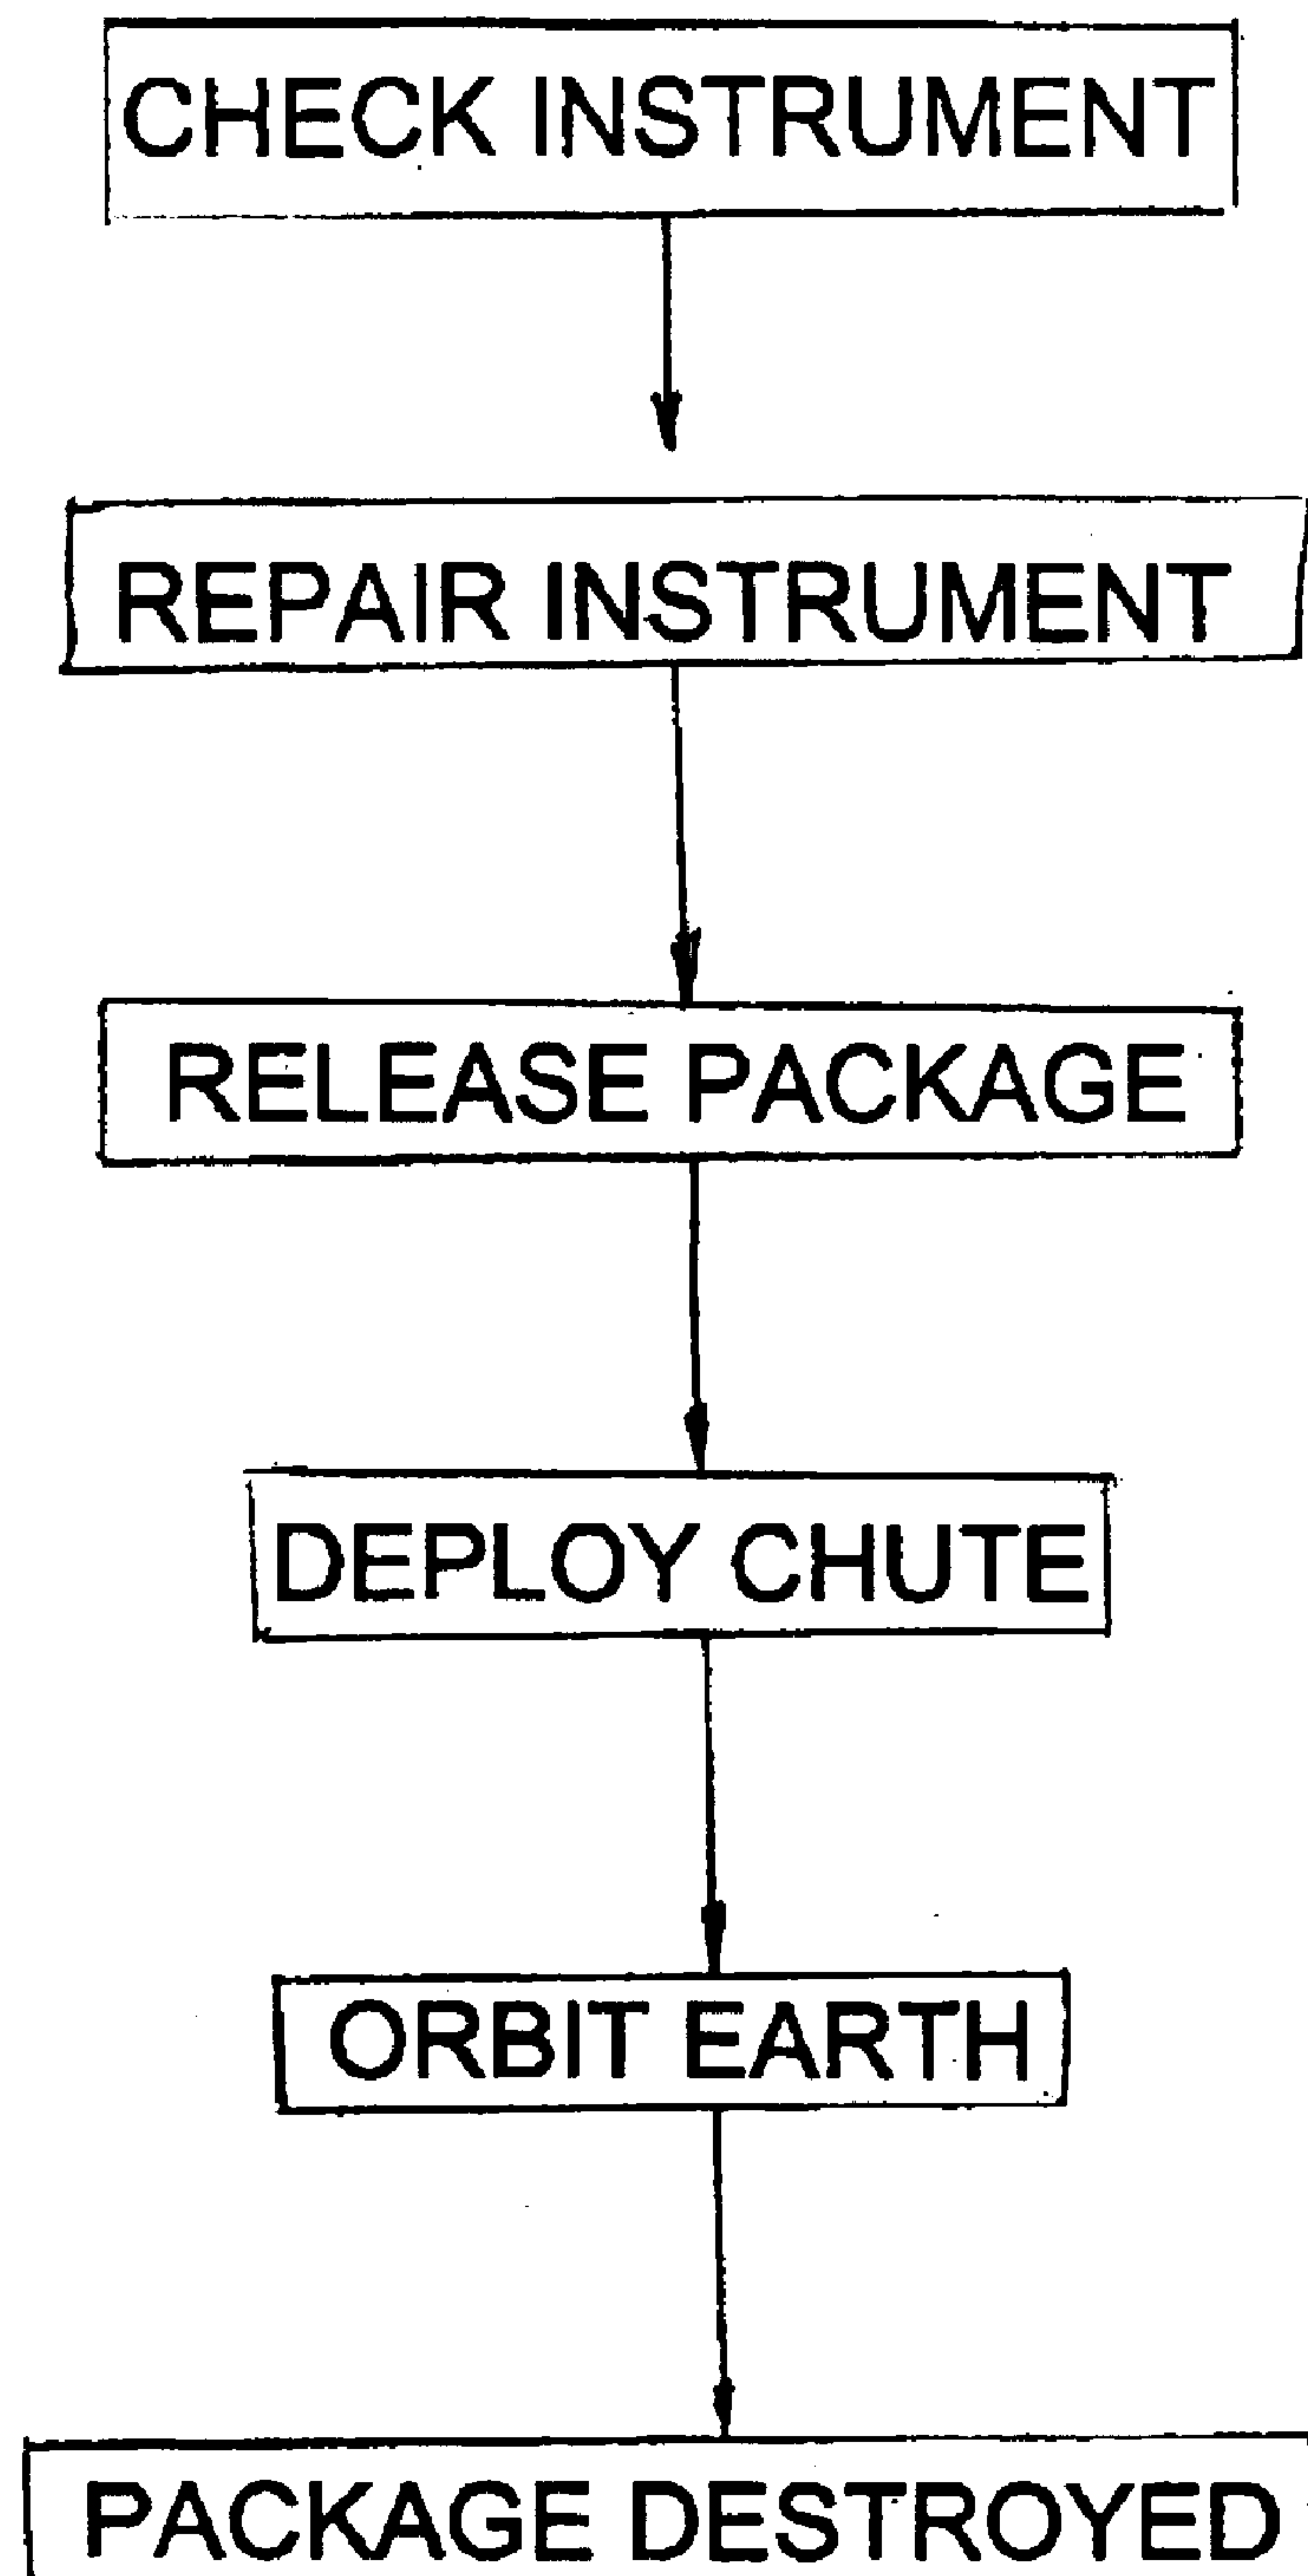 CHECK INSTRUMENT
REPAIR INSTRUMENT
RELEASE PACKAGE
DEPLOY CHUTE
ORBIT EARTH
PACKAGE DESTROYED